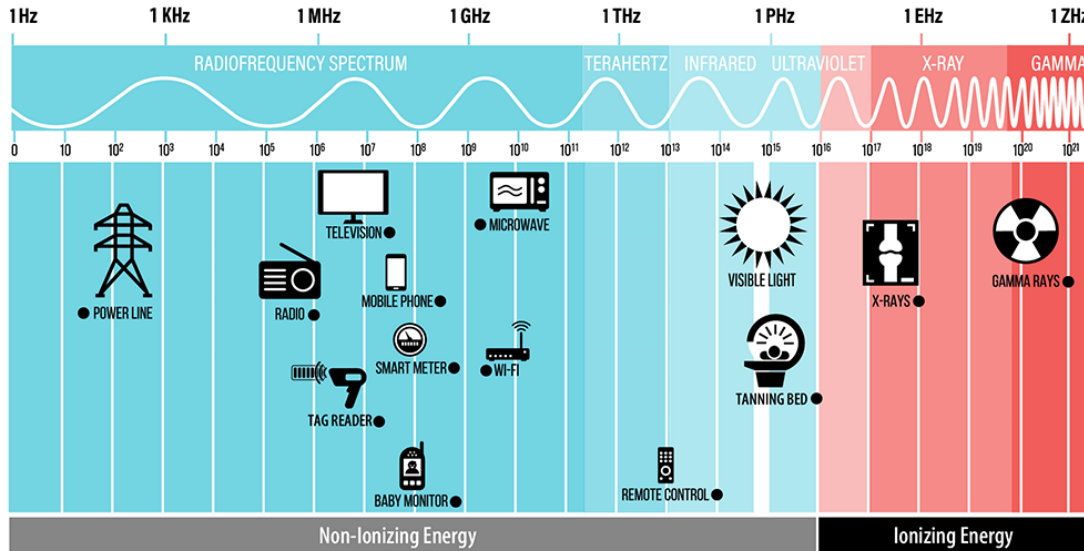 1 Hz 1 KHz 1 MHz 1 GHz 1 THz 1 PHz 1 EHz 1 ZHz
RADIOFREQUENCY SPECTRUM TERAHERTZ INFRARED ULTRAVIOLET X-RAY GAMMA
0 10 10² 10³ 10⁴ 10⁵ 10⁶ 10⁷ 10⁸ 10⁹ 10¹⁰ 10¹¹ 10¹² 10¹³ 10¹⁴ 10¹⁵ 10¹⁶ 10¹⁷ 10¹⁸ 10¹⁹ 10²⁰ 10²¹
TELEVISION MICROWAVE
VISIBLE LIGHT GAMMA RAYS
MOBILE PHONE X-RAYS
POWER LINE RADIO
SMART METER WI-FI
TANNING BED
TAG READER
BABY MONITOR REMOTE CONTROL
Non-Ionizing Energy Ionizing Energy